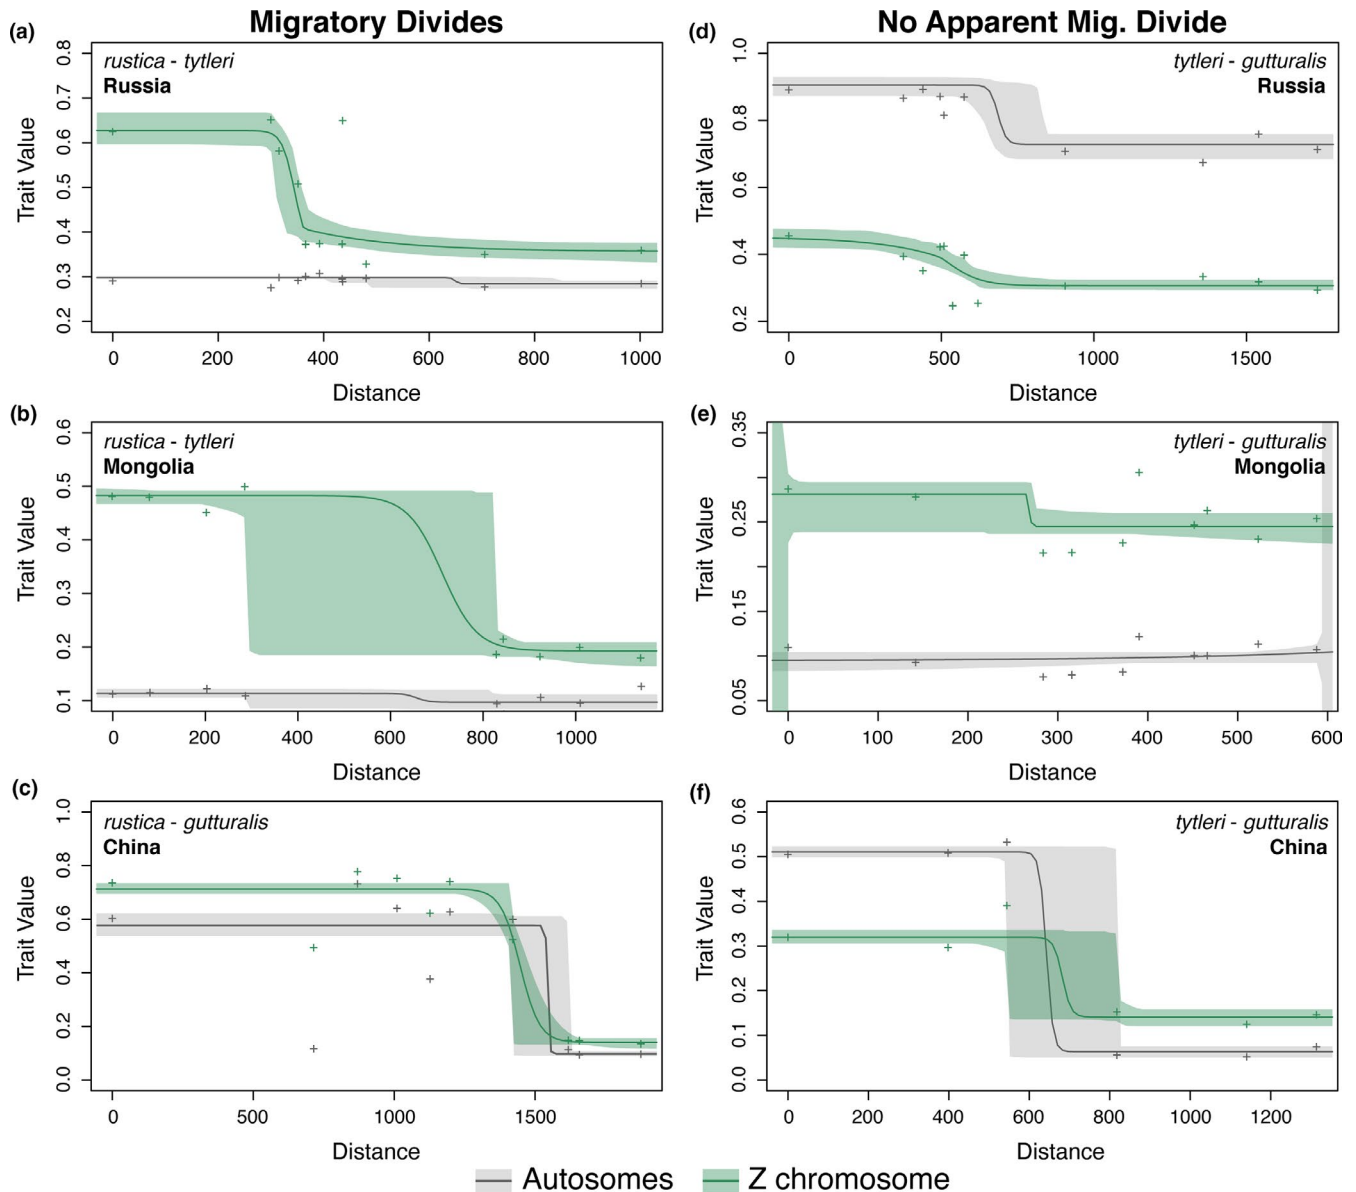 Migratory Divides
No Apparent Mig. Divide
(a)
rustica - tytleri
Russia
Trait Value
0.8
0.7
0.6
0.5
0.4
0.3
0.2
0 200 400 600 800 1000
Distance
(d)
tytleri - gutturalis
Russia
Trait Value
1.0
0.8
0.6
0.4
0.2
0 500 1000 1500
Distance
(b)
rustica - tytleri
Mongolia
Trait Value
0.6
0.5
0.4
0.3
0.2
0.1
0 200 400 600 800 1000
Distance
(e)
tytleri - gutturalis
Mongolia
Trait Value
0.35
0.25
0.15
0.05
0 100 200 300 400 500 600
Distance
(c)
rustica - gutturalis
China
Trait Value
1.0
0.8
0.6
0.4
0.2
0.0
0 500 1000 1500
Distance
(f)
tytleri - gutturalis
China
Trait Value
0.6
0.5
0.4
0.3
0.2
0.1
0.0
0 200 400 600 800 1000 1200
Distance
Autosomes
Z chromosome